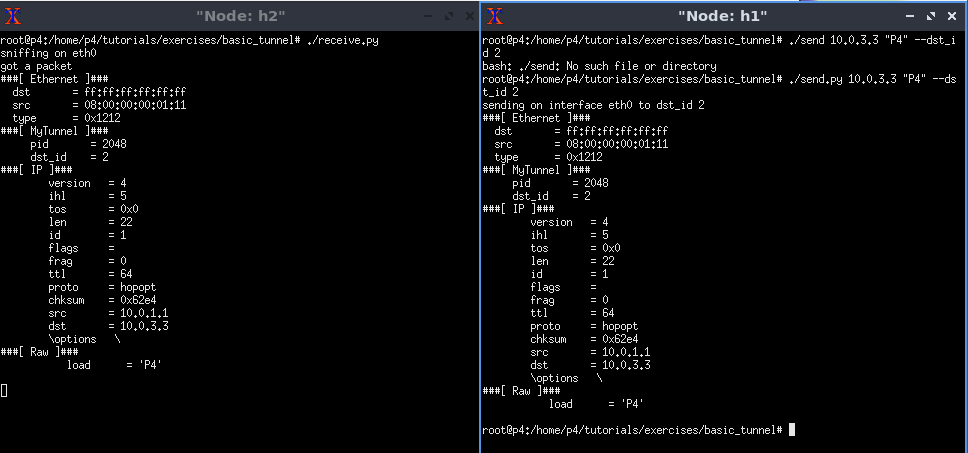 "Node: h2"
root@p4:/home/p4/tutorials/exercises/basic_tunnel# ./receive.py
sniffing on eth0
got a packet
###[ Ethernet ]###
  dst       = ff:ff:ff:ff:ff:ff
  src       = 08:00:00:00:01:11
  type      = 0x1212
###[ MyTunnel ]###
     pid       = 2048
     dst_id    = 2
###[ IP ]###
        version   = 4
        ihl       = 5
        tos       = 0x0
        len       = 22
        id        = 1
        flags     =
        frag      = 0
        ttl       = 64
        proto     = hopopt
        chksum    = 0x62e4
        src       = 10.0.1.1
        dst       = 10.0.3.3
        \options   \
###[ Raw ]###
           load      = 'P4'
"Node: h1"
root@p4:/home/p4/tutorials/exercises/basic_tunnel# ./send 10.0.3.3 "P4" --dst_i
d 2
bash: ./send: No such file or directory
root@p4:/home/p4/tutorials/exercises/basic_tunnel# ./send.py 10.0.3.3 "P4" --ds
t_id 2
sending on interface eth0 to dst_id 2
###[ Ethernet ]###
  dst       = ff:ff:ff:ff:ff:ff
  src       = 08:00:00:00:01:11
  type      = 0x1212
###[ MyTunnel ]###
     pid       = 2048
     dst_id    = 2
###[ IP ]###
        version   = 4
        ihl       = 5
        tos       = 0x0
        len       = 22
        id        = 1
        flags     =
        frag      = 0
        ttl       = 64
        proto     = hopopt
        chksum    = 0x62e4
        src       = 10.0.1.1
        dst       = 10.0.3.3
        \options   \
###[ Raw ]###
           load      = 'P4'
root@p4:/home/p4/tutorials/exercises/basic_tunnel#